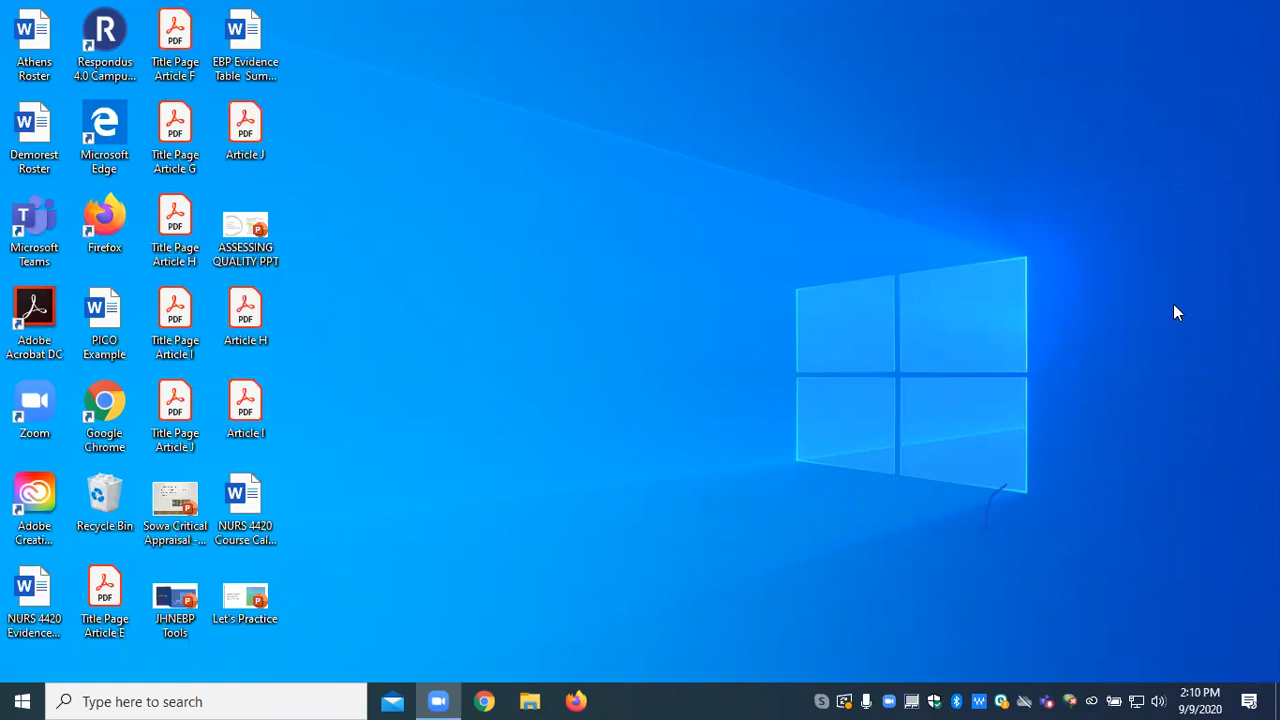 Athens
Roster
Respondus
4.0 Campu...
Title Page
Article F
EBP Evidence
Table Sum...
Demorest
Roster
Microsoft
Edge
Title Page
Article G
Article J
Microsoft
Teams
Firefox
Title Page
Article H
ASSESSING
QUALITY PPT
Adobe
Acrobat DC
PICO
Example
Title Page
Article I
Article H
Zoom
Google
Chrome
Title Page
Article J
Article I
Adobe
Creati...
Recycle Bin
Sowa Critical
Appraisal -...
NURS 4420
Course Cal...
NURS 4420
Evidence...
Title Page
Article E
JHNEBP
Tools
Let's Practice
Type here to search
2:10 PM
9/9/2020